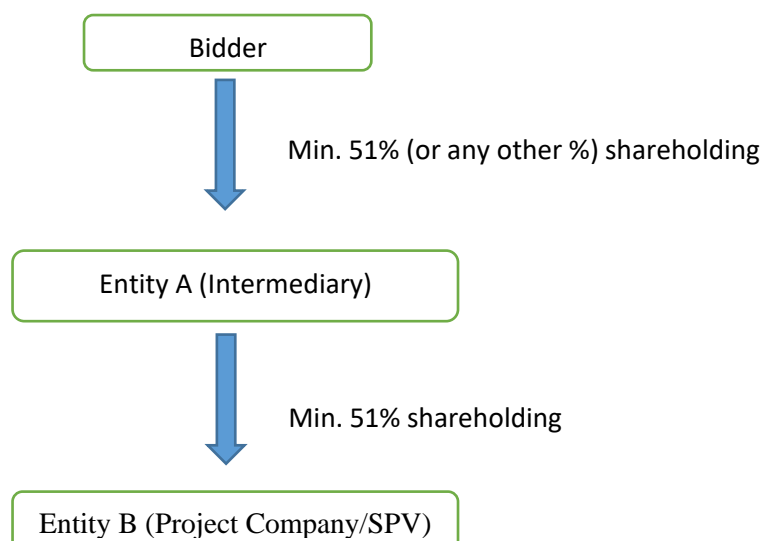 Bidder
Min. 51% (or any other %) shareholding
Entity A (Intermediary)
Min. 51% shareholding
Entity B (Project Company/SPV)